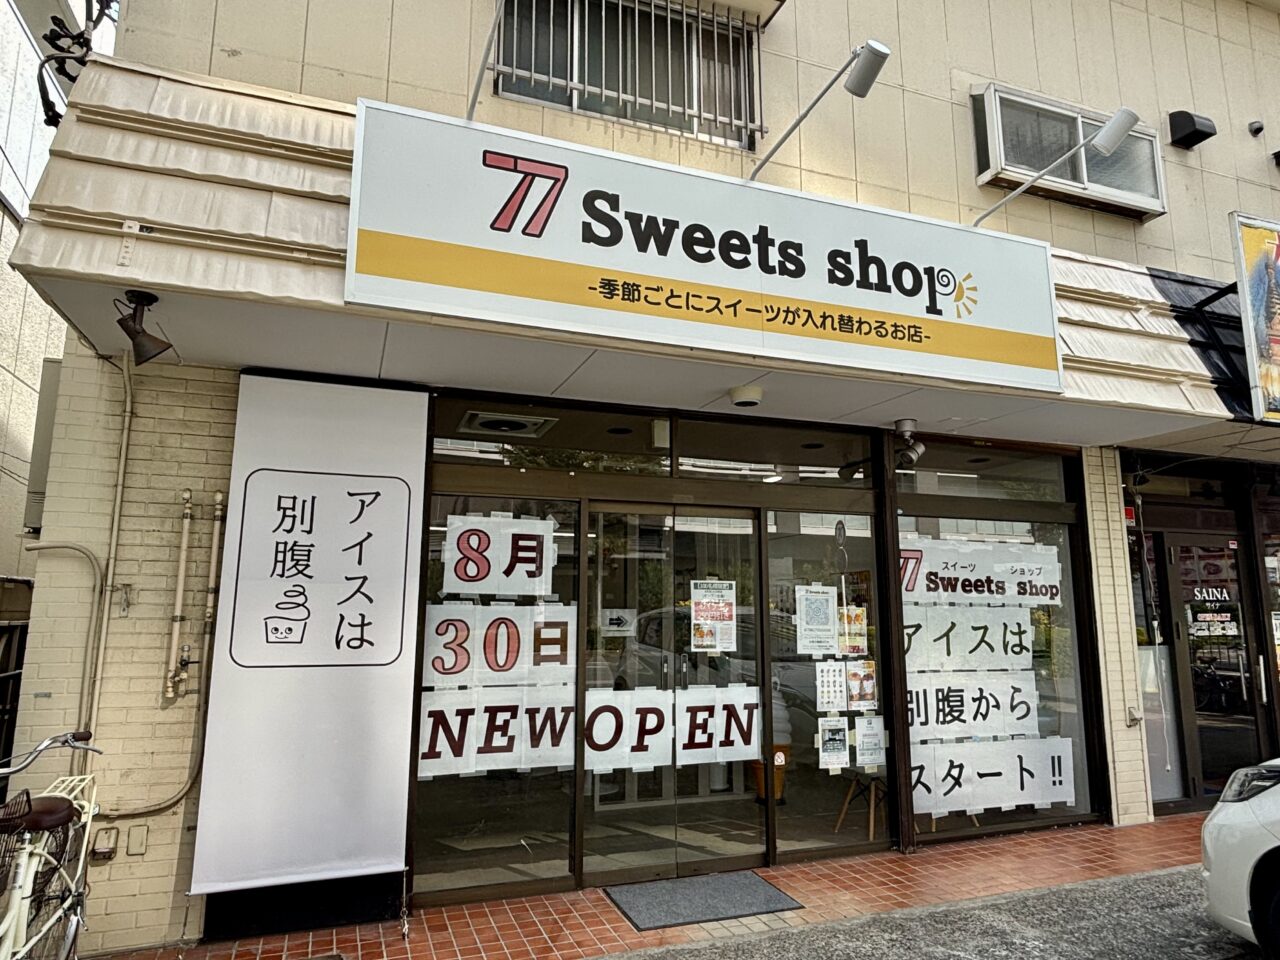 77 Sweets shop
-季節ごとにスイーツが入れ替わるお店-
アイスは
別腹
8月
30日
NEW OPEN
77 Sweets shop
スイーツ ショップ
アイスは
別腹から
スタート!!
SAINA
サイナ